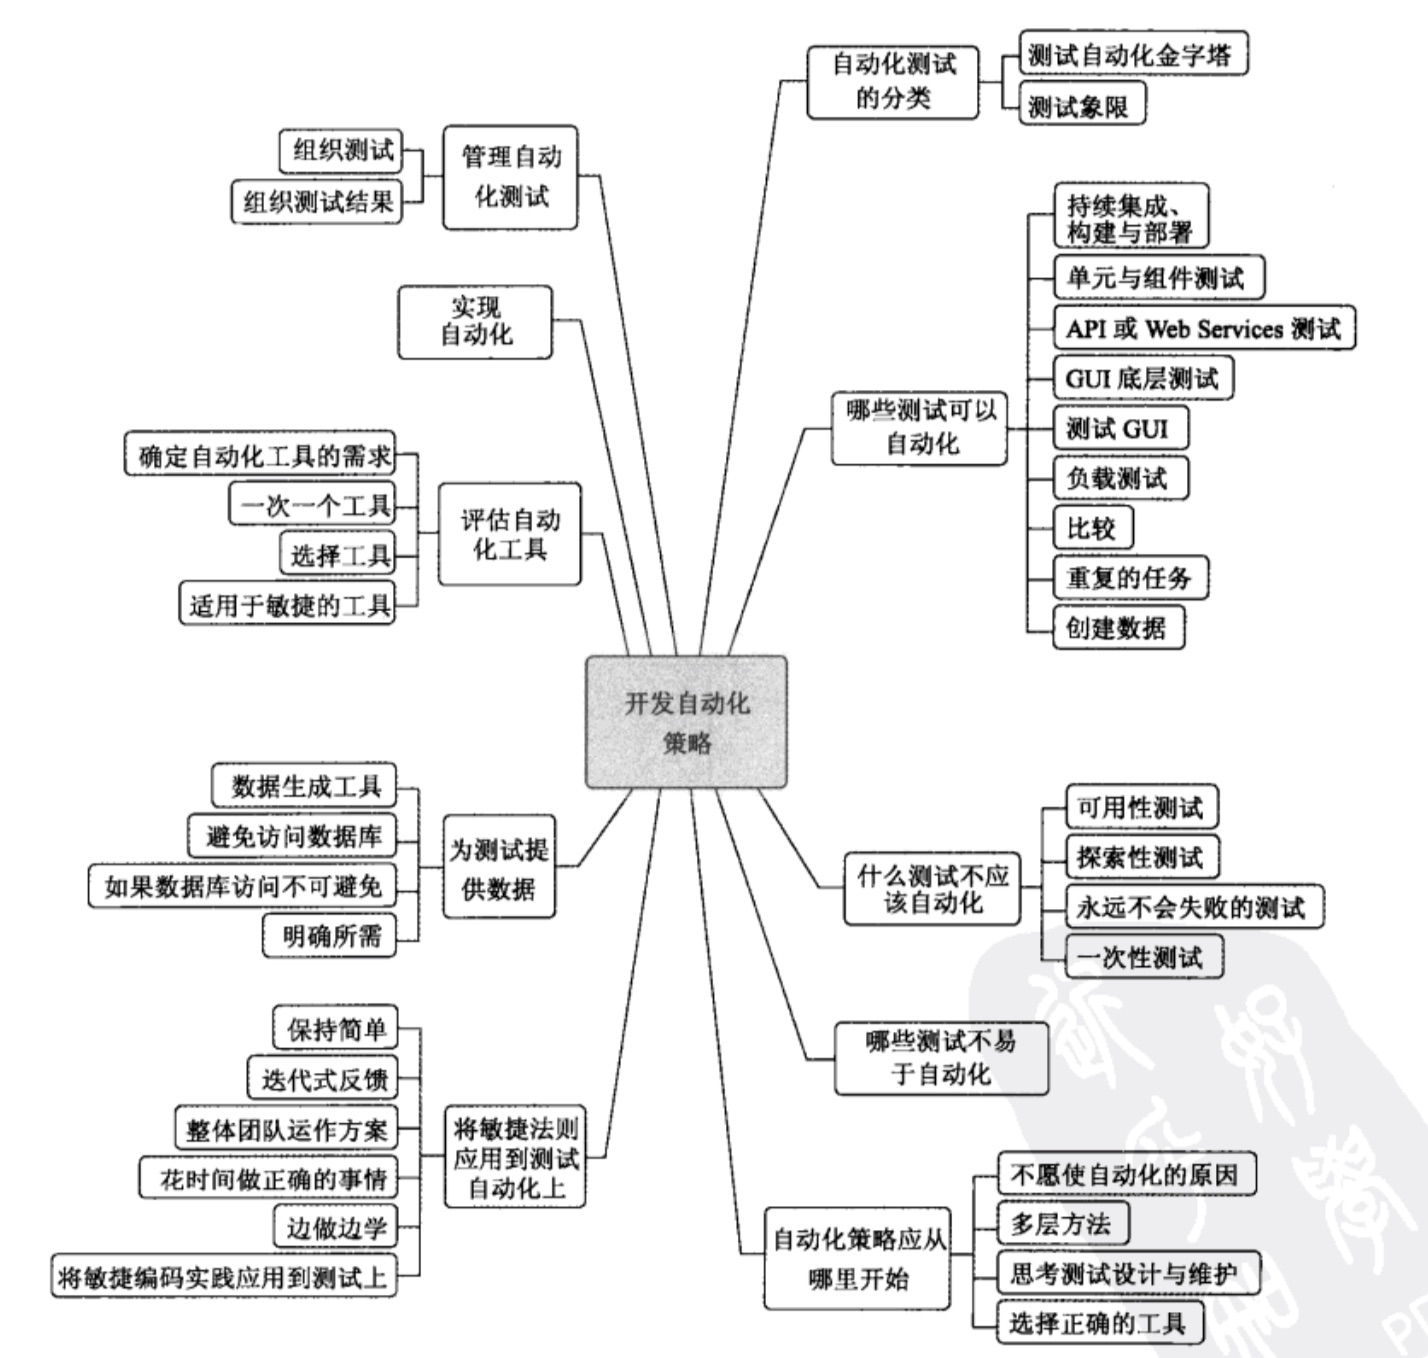 自动化测试
的分类
测试自动化金字塔
测试象限
管理自动
化测试
组织测试
组织测试结果
实现
自动化
哪些测试可以
自动化
持续集成、
构建与部署
单元与组件测试
API 或 Web Services 测试
GUI 底层测试
测试 GUI
负载测试
比较
重复的任务
创建数据
评估自动
化工具
确定自动化工具的需求
一次一个工具
选择工具
适用于敏捷的工具
开发自动化
策略
为测试提
供数据
数据生成工具
避免访问数据库
如果数据库访问不可避免
明确所需
什么测试不应
该自动化
可用性测试
探索性测试
永远不会失败的测试
一次性测试
哪些测试不易
于自动化
将敏捷法则
应用到测试
自动化上
保持简单
迭代式反馈
整体团队运作方案
花时间做正确的事情
边做边学
将敏捷编码实践应用到测试上
自动化策略应从
哪里开始
不愿使自动化的原因
多层方法
思考测试设计与维护
选择正确的工具